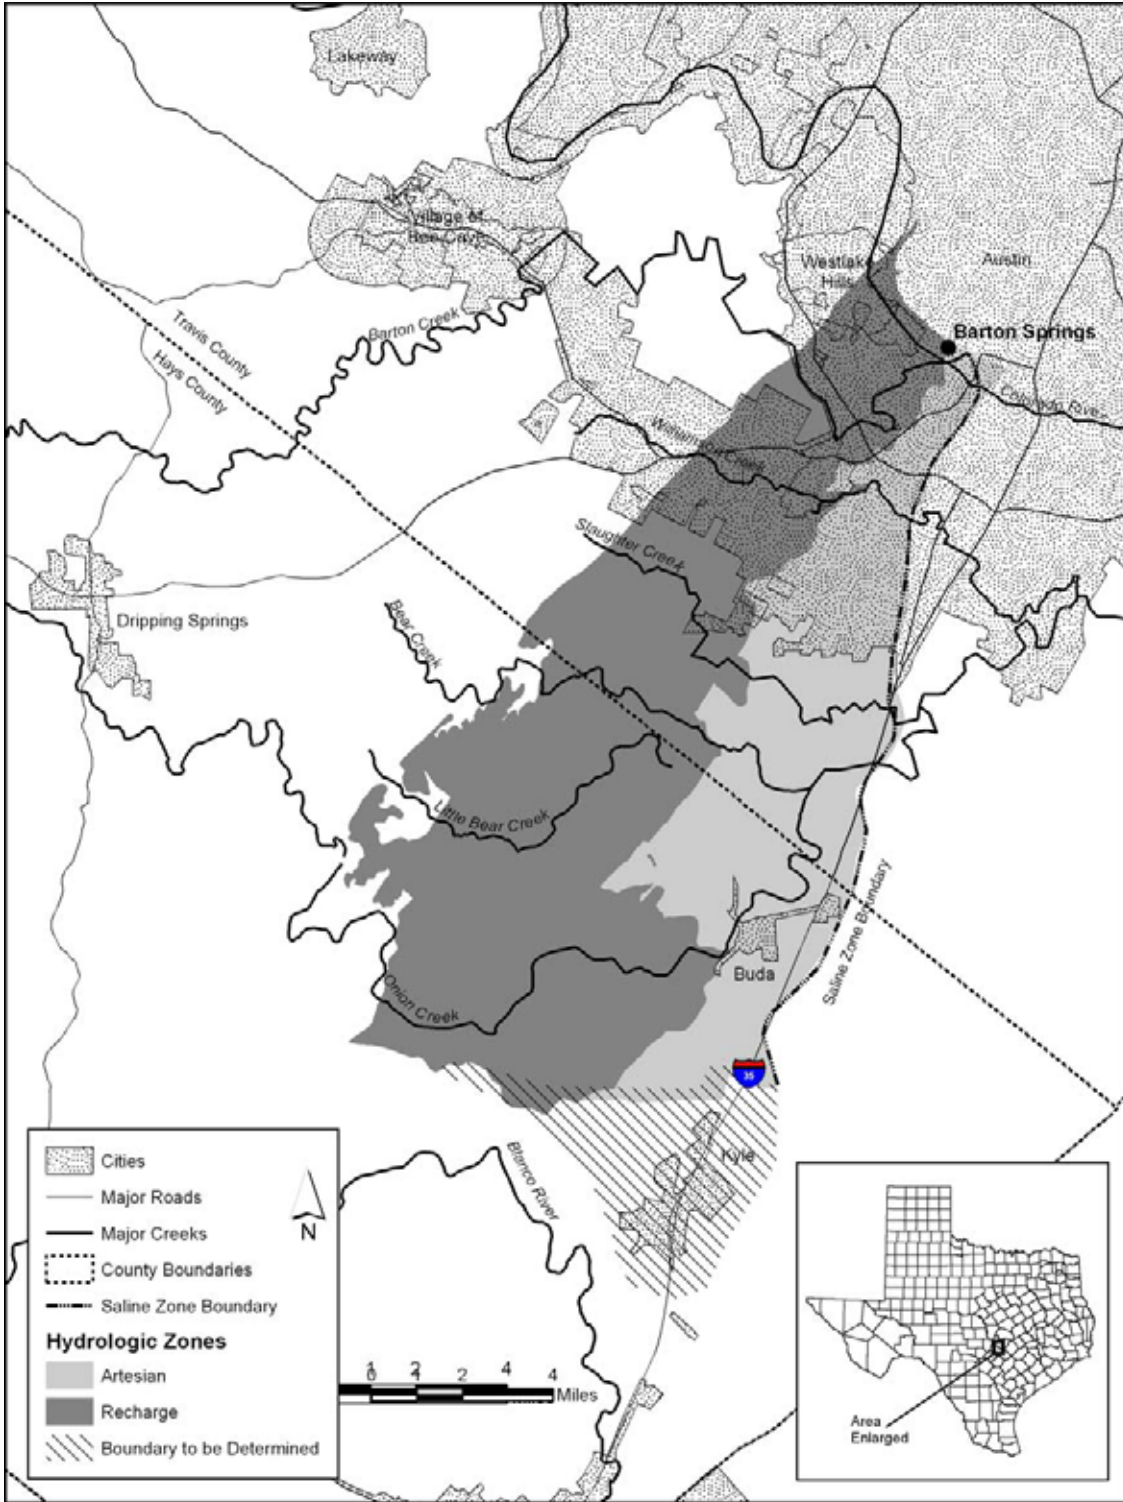 Lakeway
Village of
Bee Cave
Westlake
Hills
Austin
Barton Springs
Barton Creek
Travis County
Hays County
Colorado River
Williamson Creek
Slaughter Creek
Dripping Springs
Bear Creek
Little Bear Creek
Saline Zone Boundary
Buda
Onion Creek
35
Kyle
Blanco River
Cities
Major Roads
N
Major Creeks
County Boundaries
Saline Zone Boundary
Hydrologic Zones
Artesian
Recharge
Boundary to be Determined
2 4
2 4
Miles
Area
Enlarged